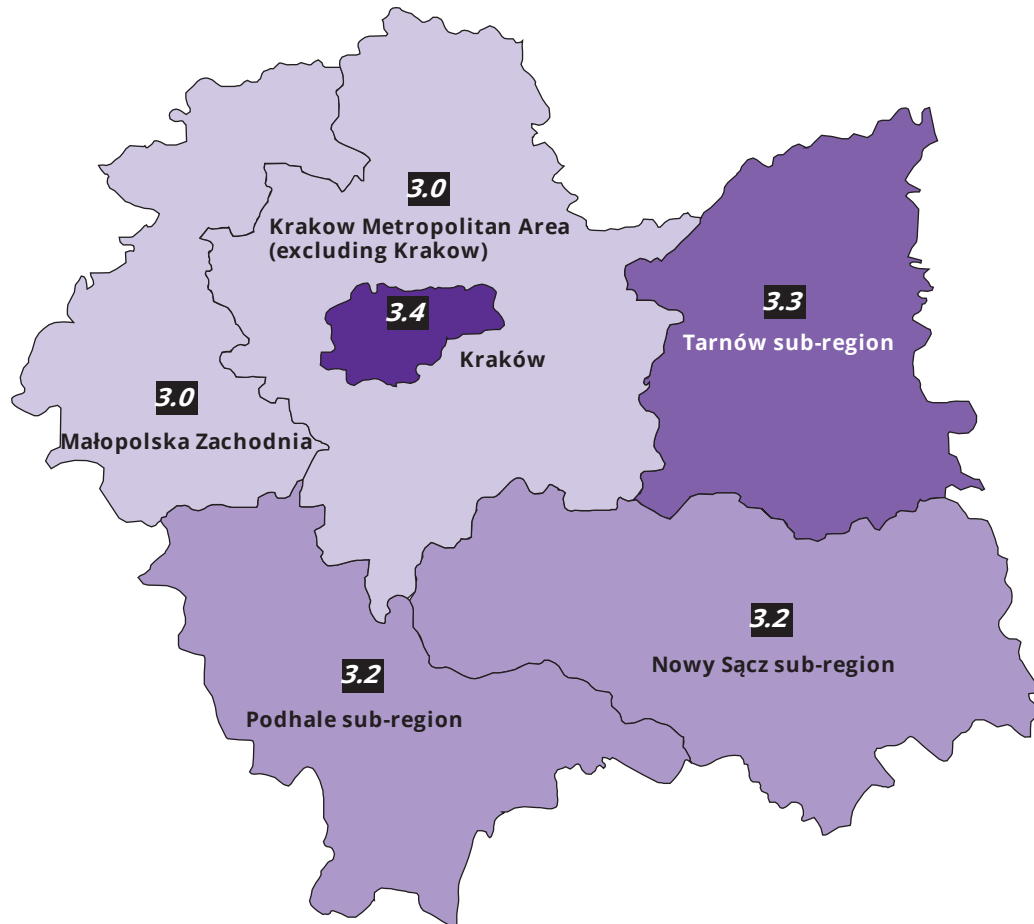 3.0
Krakow Metropolitan Area
(excluding Krakow)
3.4
Kraków
3.3
Tarnów sub-region
3.0
Małopolska Zachodnia
3.2
Nowy Sącz sub-region
3.2
Podhale sub-region